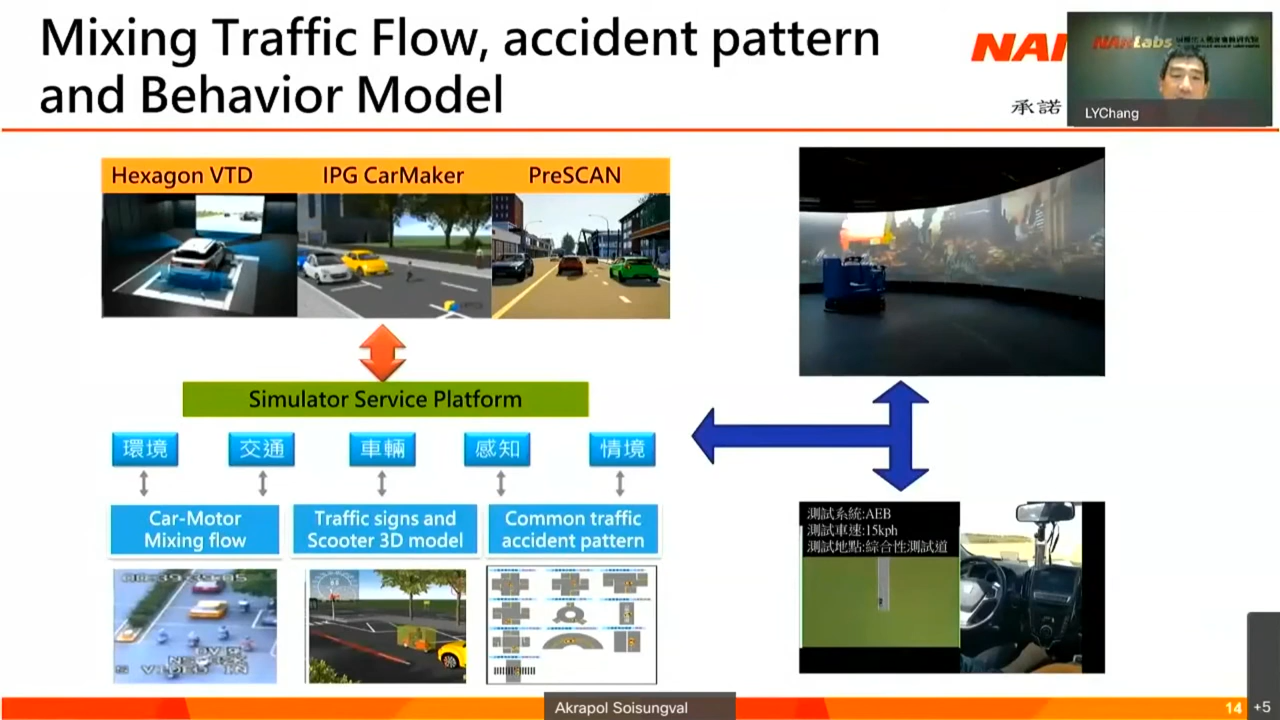 Mixing Traffic Flow, accident pattern
and Behavior Model
NARLabs
承諾
LYChang
Hexagon VTD
IPG CarMaker
PreSCAN
Simulator Service Platform
環境
交通
車輛
感知
情境
Car-Motor
Mixing flow
Traffic signs and
Scooter 3D model
Common traffic
accident pattern
測試系統:AEB
測試車速:15kph
測試地點:綜合性測試道
Akrapol Soisungval
14
+5